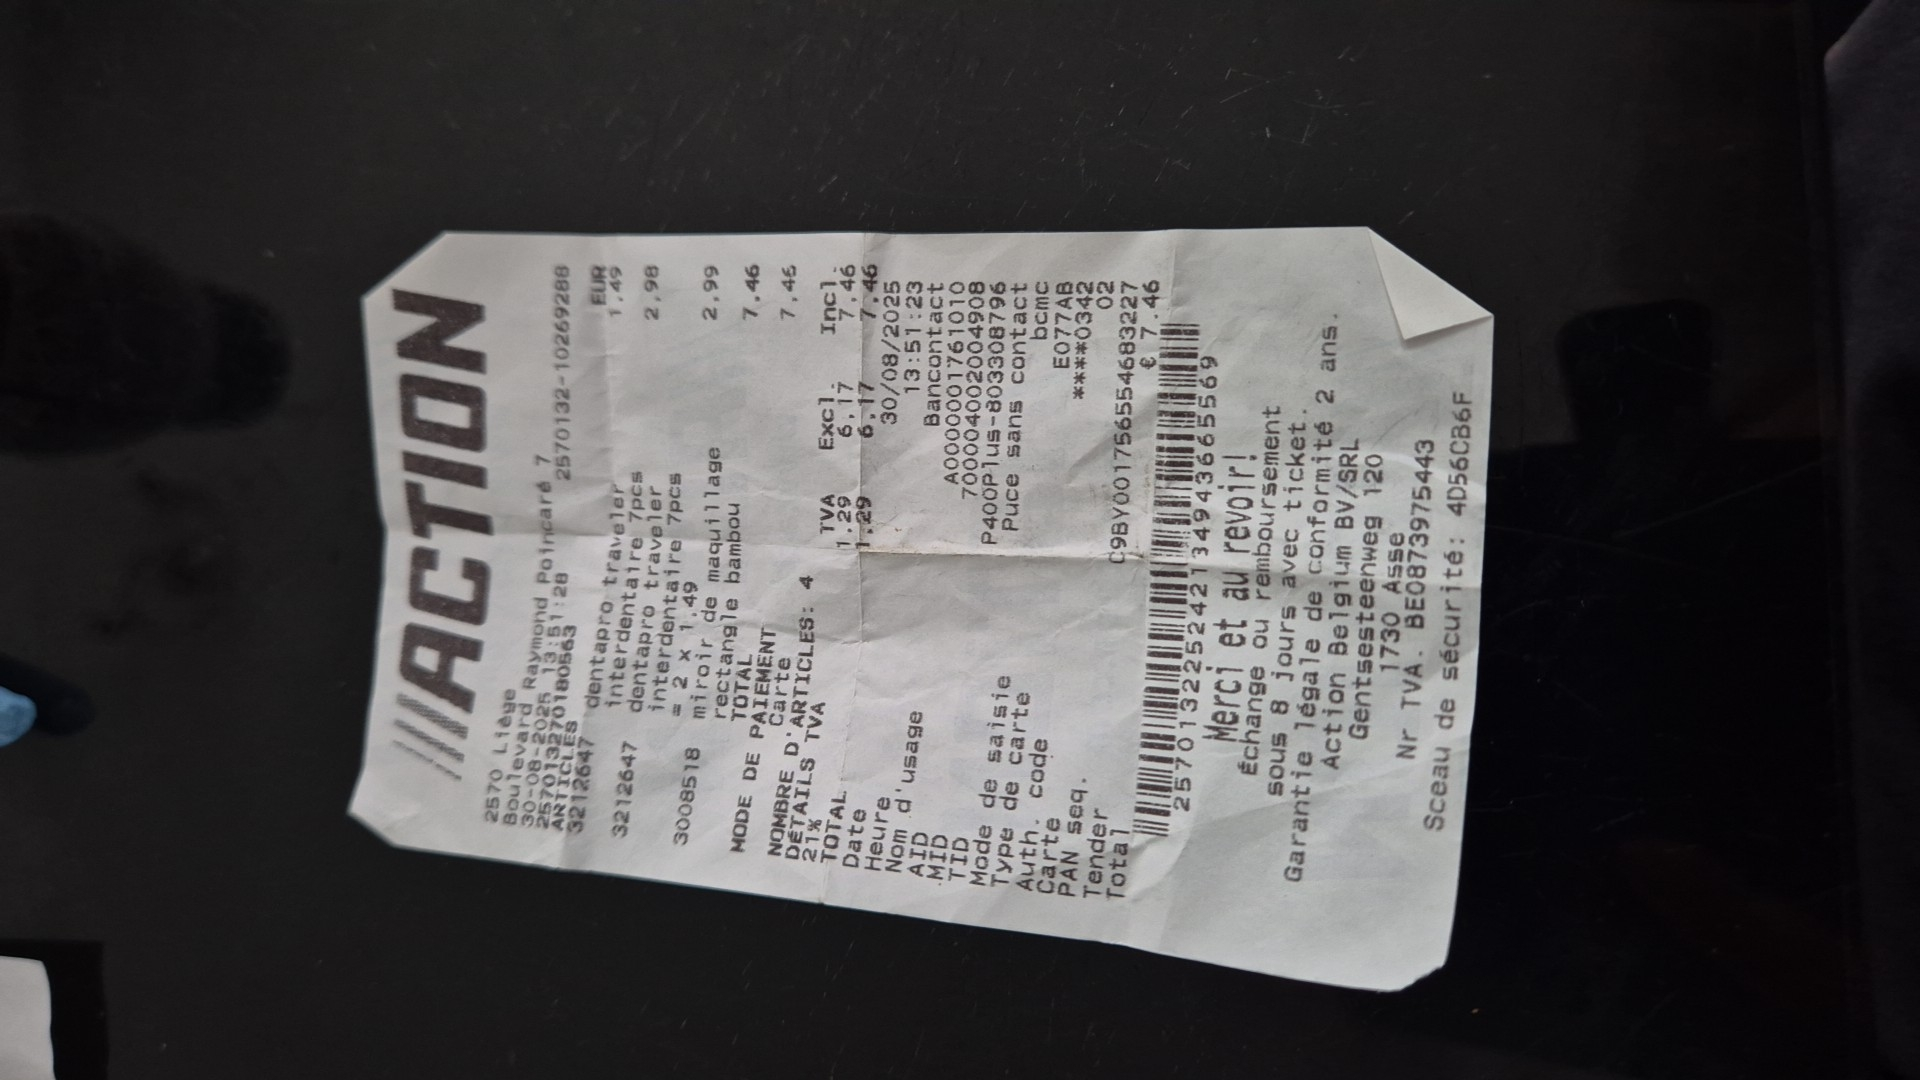 ACTION
2570 Liège
Boulevard Raymond Poincaré 7
30-08-2025 13:51:28 2570132-10269288
2570132701180563
ARTICLES EUR
3212647 dentapro traveler 1.49
interdentaire 7pcs
3212647 dentapro traveler 2.98
interdentaire 7pcs
= 2 x 1.49
3008518 miroir de maquillage 2.99
rectangle bambou
TOTAL 7.46
MODE DE PAIEMENT
Carte 7.46
NOMBRE D'ARTICLES: 4
DÉTAILS TVA TVA Excl. Incl.
21% 1.29 6.17 7.46
TOTAL 1.29 6.17 7.46
Date 30/08/2025
Heure 13:51:23
Nom d'usage Bancontact
AID A0000001761010
MID 700004002004908
TID P400Plus-803308796
Mode de saisie Puce sans contact
Type de carte bcmc
Auth. code E077AB
Carte ****0342
PAN seq. 02
Tender C9BY001756554683227
Total € 7.46
2570132252421349436655​69
Merci et au revoir!
Échange ou remboursement
sous 8 jours avec ticket.
Garantie légale de conformité 2 ans.
Action Belgium BV/SRL
Gentsesteenweg 120
1730 Asse
Nr TVA. BE0873975443
Sceau de sécurité: 4D56CB6F